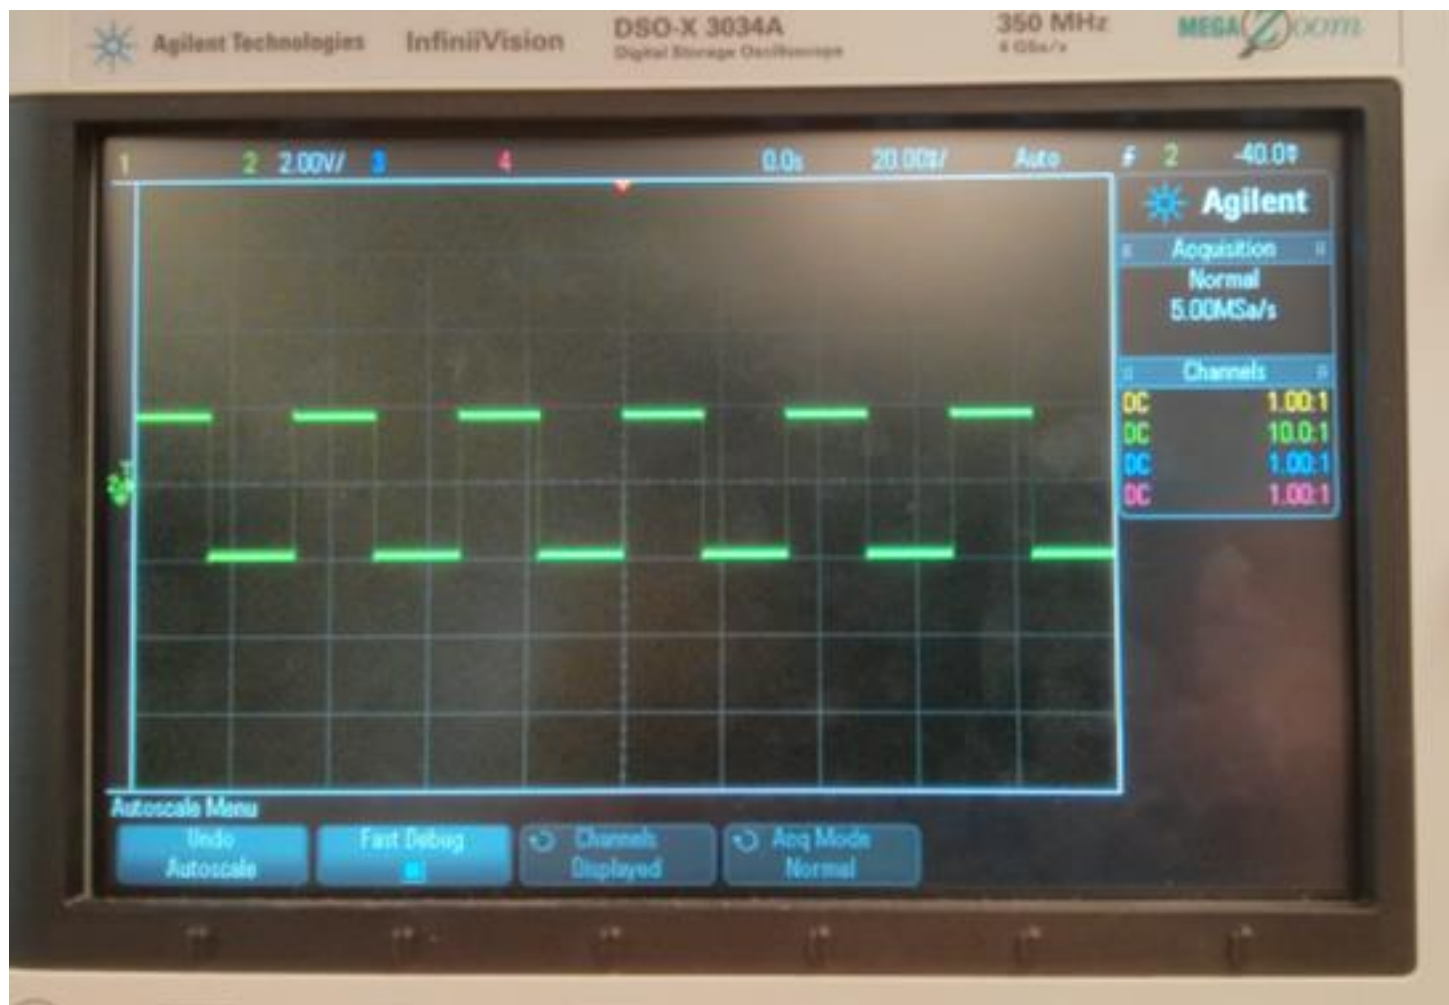 Agilent Technologies InfiniiVision DSO-X 3034A 350 MHz MEGA Zoom
Digital Storage Oscilloscope 4 GSa/s
1 2 2.00V/ 3 4 0.0s Auto 2
Agilent
Acquisition
Normal
5.00MSa/s
Channels
DC 1.00:1
DC 10.0:1
DC 1.00:1
DC 1.00:1
Autoscale Menu
Undo
Autoscale
Fast Debug
Channels
Displayed
Acq Mode
Normal